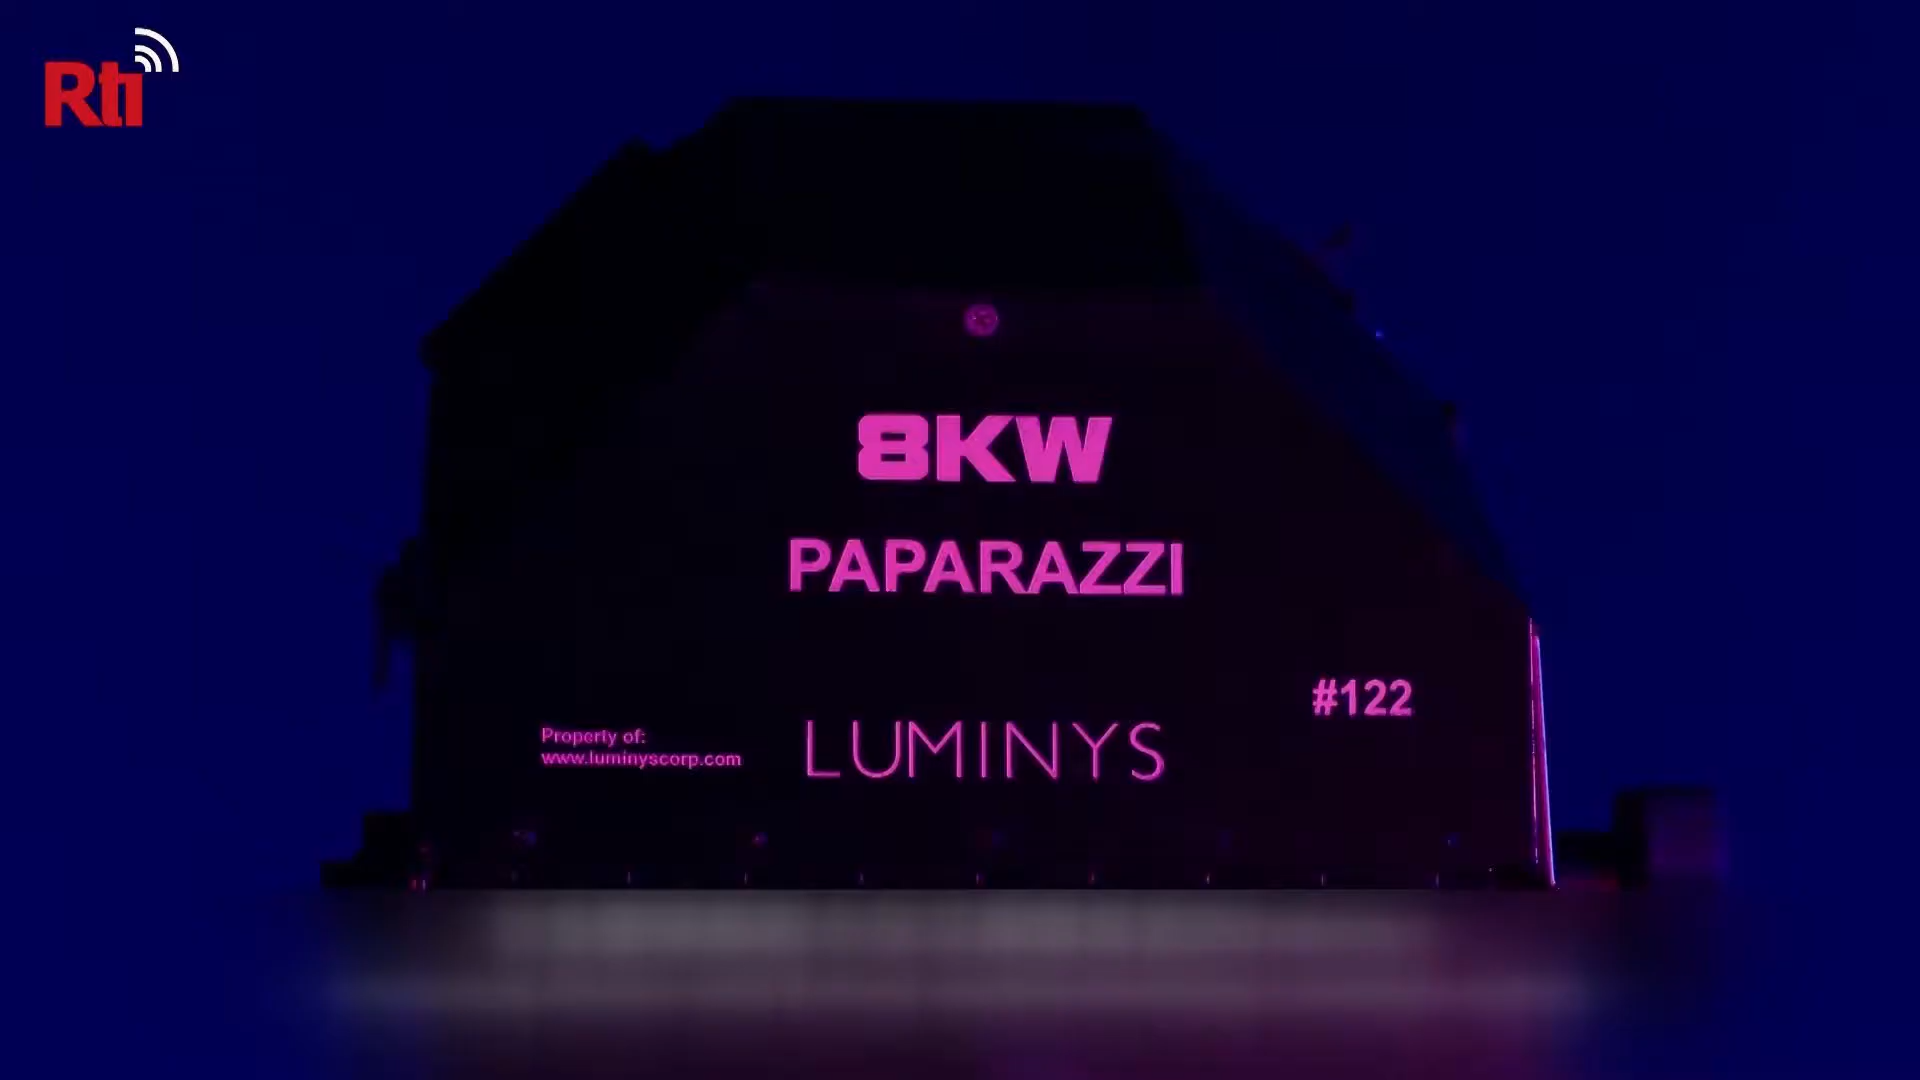 Rti
8KW
PAPARAZZI
#122
Property of:
www.luminyscorp.com
LUMINYS